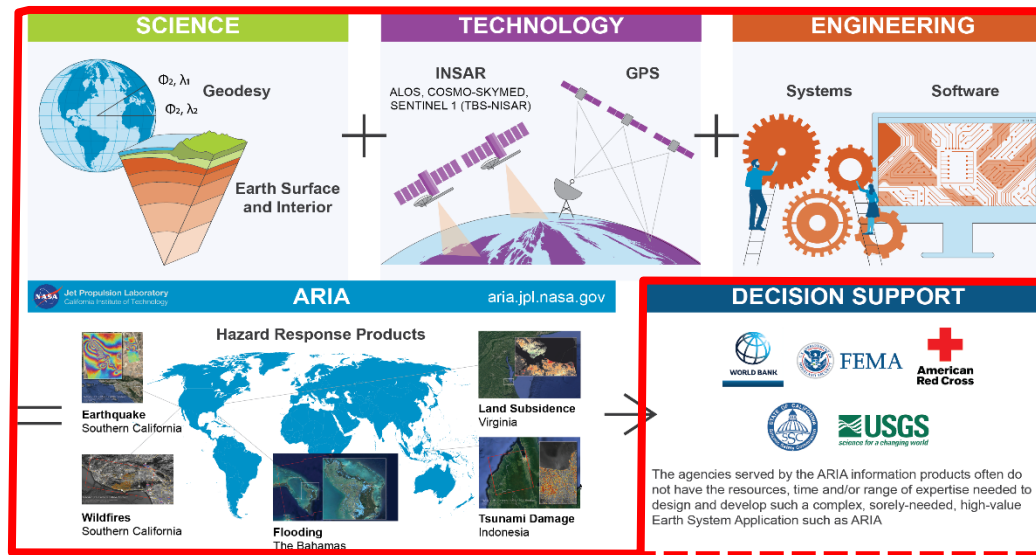 SCIENCE
Φ2, λ1
Geodesy
Φ2, λ2
Earth Surface
and Interior
TECHNOLOGY
INSAR
ALOS, COSMO-SKYMED,
SENTINEL 1 (TBS-NISAR)
GPS
ENGINEERING
Systems
Software
NASA
Jet Propulsion Laboratory
California Institute of Technology
ARIA
aria.jpl.nasa.gov
Hazard Response Products
Earthquake
Southern California
Wildfires
Southern California
Flooding
The Bahamas
Land Subsidence
Virginia
Tsunami Damage
Indonesia
DECISION SUPPORT
WORLD BANK
FEMA
American
Red Cross
SSC
USGS
science for a changing world
The agencies served by the ARIA information products often do
not have the resources, time and/or range of expertise needed to
design and develop such a complex, sorely-needed, high-value
Earth System Application such as ARIA